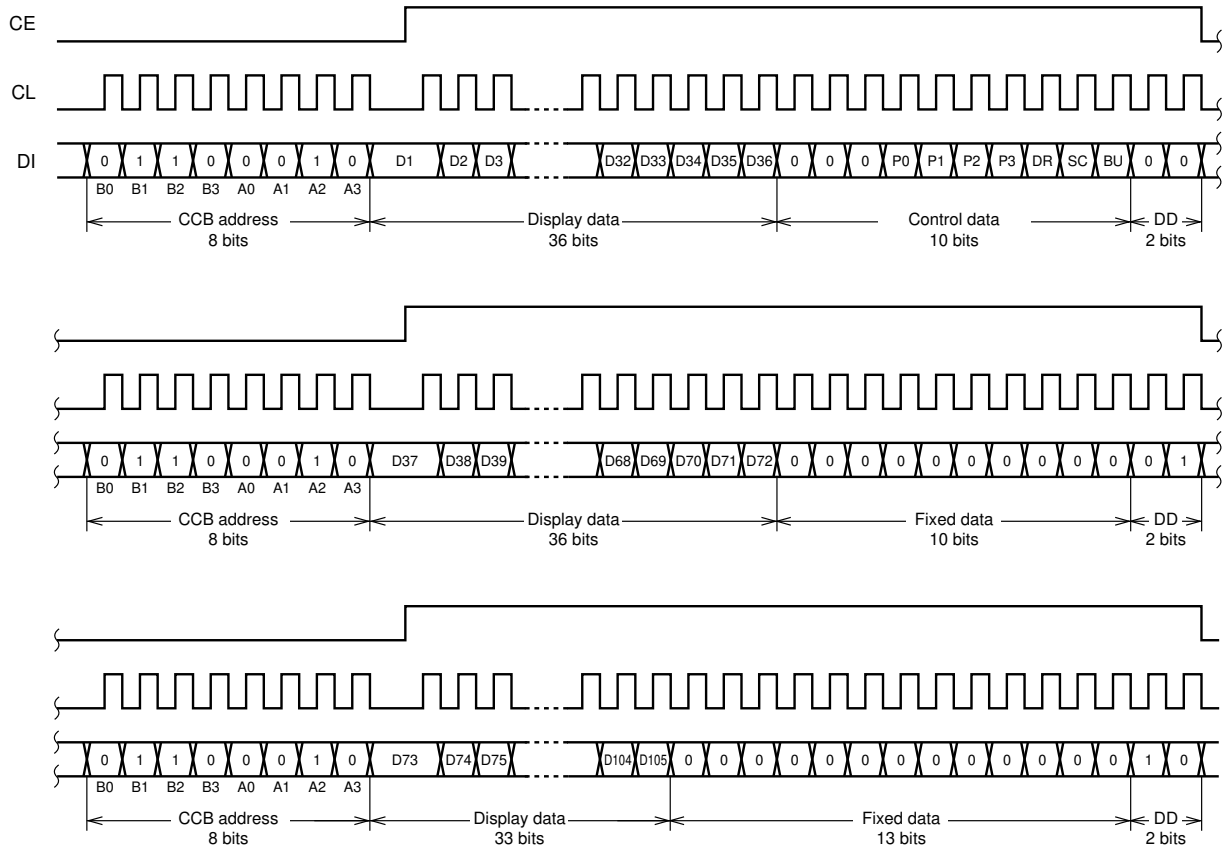 CE
CL
DI 0 1 1 0 0 0 1 0 D1 D2 D3 D32 D33 D34 D35 D36 0 0 0 P0 P1 P2 P3 DR SC BU 0 0
B0 B1 B2 B3 A0 A1 A2 A3
CCB address Display data Control data DD
8 bits 36 bits 10 bits 2 bits
0 1 1 0 0 0 1 0 D37 D38 D39 D68 D69 D70 D71 D72 0 0 0 0 0 0 0 0 0 0 0 1
B0 B1 B2 B3 A0 A1 A2 A3
CCB address Display data Fixed data DD
8 bits 36 bits 10 bits 2 bits
0 1 1 0 0 0 1 0 D73 D74 D75 D104 D105 0 0 0 0 0 0 0 0 0 0 0 0 0 1 0
B0 B1 B2 B3 A0 A1 A2 A3
CCB address Display data Fixed data DD
8 bits 33 bits 13 bits 2 bits